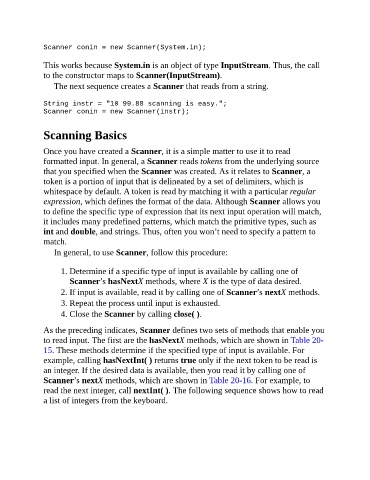 Scanner conin = new Scanner(System.in);
This works because System.in is an object of type InputStream. Thus, the call
to the constructor maps to Scanner(InputStream).
The next sequence creates a Scanner that reads from a string.
String instr = "10 99.88 scanning is easy.";
Scanner conin = new Scanner(instr);
Scanning Basics
Once you have created a Scanner, it is a simple matter to use it to read
formatted input. In general, a Scanner reads tokens from the underlying source
that you specified when the Scanner was created. As it relates to Scanner, a
token is a portion of input that is delineated by a set of delimiters, which is
whitespace by default. A token is read by matching it with a particular regular
expression, which defines the format of the data. Although Scanner allows you
to define the specific type of expression that its next input operation will match,
it includes many predefined patterns, which match the primitive types, such as
int and double, and strings. Thus, often you won't need to specify a pattern to
match.
In general, to use Scanner, follow this procedure:
1. Determine if a specific type of input is available by calling one of
Scanner's hasNextX methods, where X is the type of data desired.
2. If input is available, read it by calling one of Scanner's nextX methods.
3. Repeat the process until input is exhausted.
4. Close the Scanner by calling close( ).
As the preceding indicates, Scanner defines two sets of methods that enable you
to read input. The first are the hasNextX methods, which are shown in Table 20-
15. These methods determine if the specified type of input is available. For
example, calling hasNextInt( ) returns true only if the next token to be read is
an integer. If the desired data is available, then you read it by calling one of
Scanner's nextX methods, which are shown in Table 20-16. For example, to
read the next integer, call nextInt( ). The following sequence shows how to read
a list of integers from the keyboard.